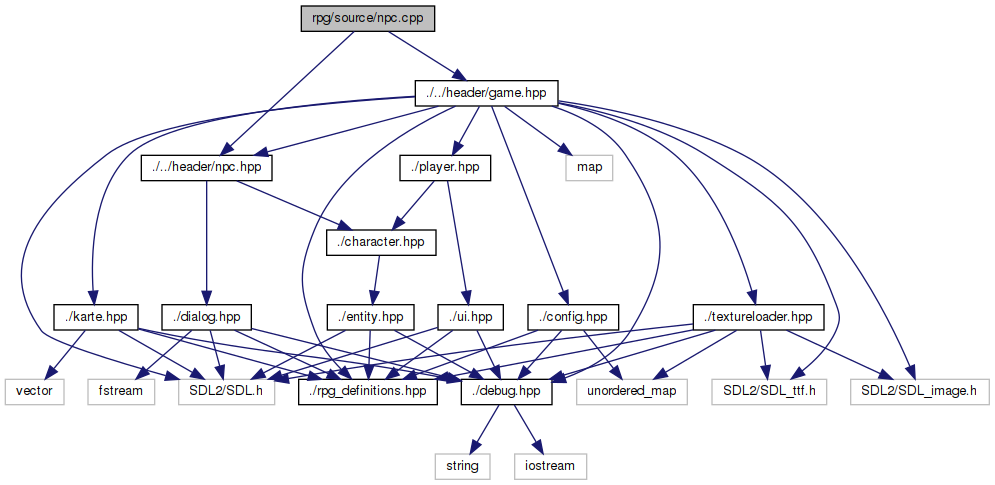 rpg/source/npc.cpp
./../header/game.hpp
./../header/npc.hpp
./player.hpp
map
./character.hpp
./karte.hpp
./dialog.hpp
./entity.hpp
./ui.hpp
./config.hpp
./textureloader.hpp
vector
fstream
SDL2/SDL.h
./rpg_definitions.hpp
./debug.hpp
unordered_map
SDL2/SDL_ttf.h
SDL2/SDL_image.h
string
iostream